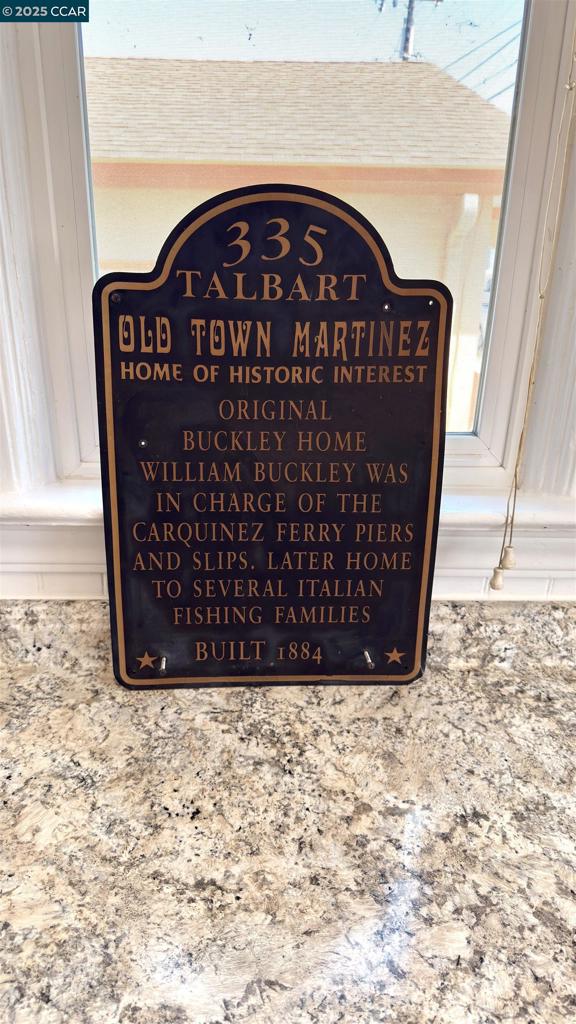 © 2025 CCAR
335
TALBART
OLD TOWN MARTINEZ
HOME OF HISTORIC INTEREST
ORIGINAL
BUCKLEY HOME
WILLIAM BUCKLEY WAS
IN CHARGE OF THE
CARQUINEZ FERRY PIERS
AND SLIPS. LATER HOME
TO SEVERAL ITALIAN
FISHING FAMILIES
BUILT 1884